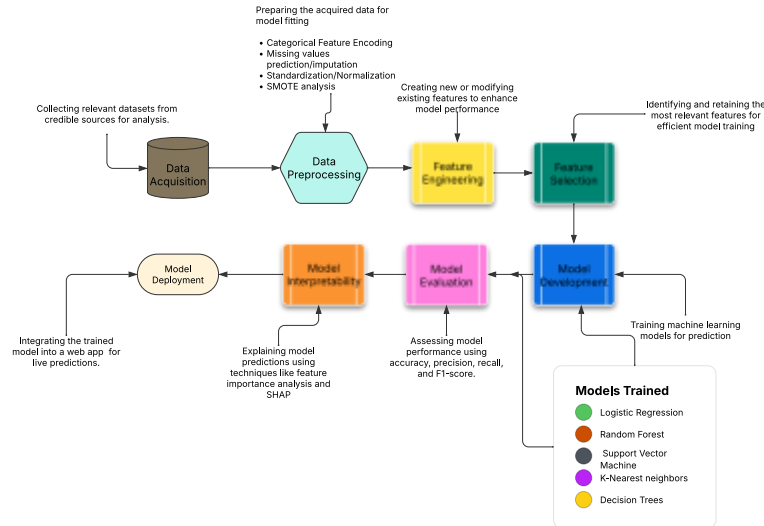 Preparing the acquired data for
model fitting
• Categorical Feature Encoding
• Missing values
prediction/imputation
• Standardization/Normalization
• SMOTE analysis
Collecting relevant datasets from
credible sources for analysis.
Creating new or modifying
existing features to enhance
model performance
Identifying and retaining the
most relevant features for
efficient model training
Data
Acquisition
Data
Preprocessing
Feature
Engineering
Feature
Selection
Model
Deployment
Model
Interpretability
Model
Evaluation
Model
Development
Integrating the trained
model into a web app for
live predictions.
Explaining model
predictions using
techniques like feature
importance analysis and
SHAP
Assessing model
performance using
accuracy, precision, recall,
and F1-score.
Training machine learning
models for prediction
Models Trained
Logistic Regression
Random Forest
Support Vector
Machine
K-Nearest neighbors
Decision Trees